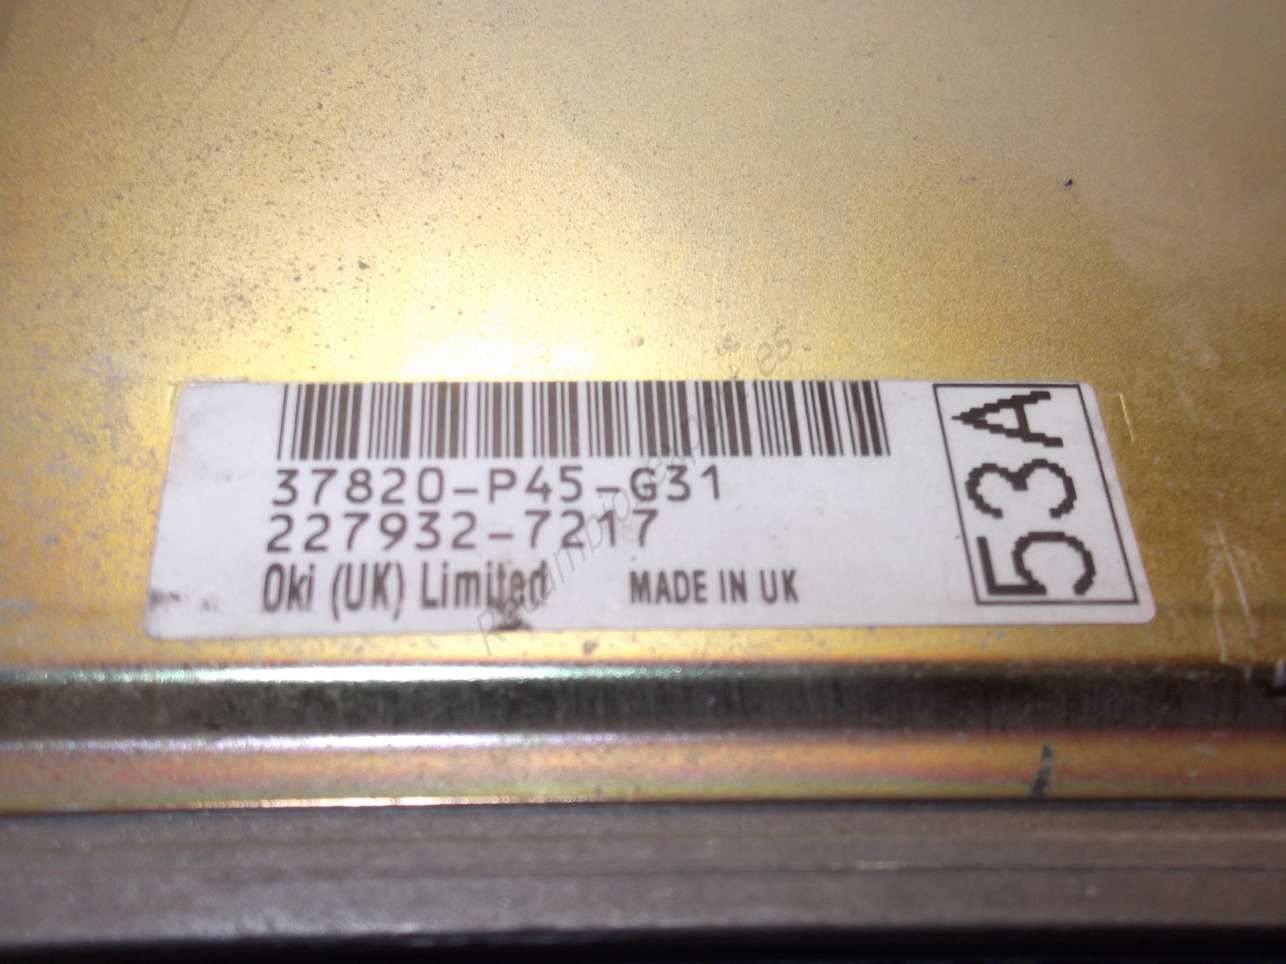 37820-P45-G31
227932-7217
Oki (UK) Limited MADE IN UK
53A